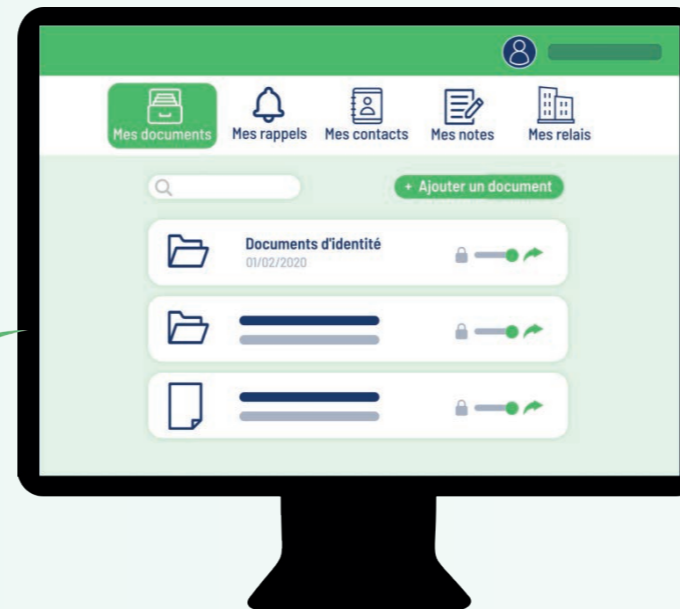 Mes documents
Mes rappels
Mes contacts
Mes notes
Mes relais
+ Ajouter un document
Documents d'identité
01/02/2020